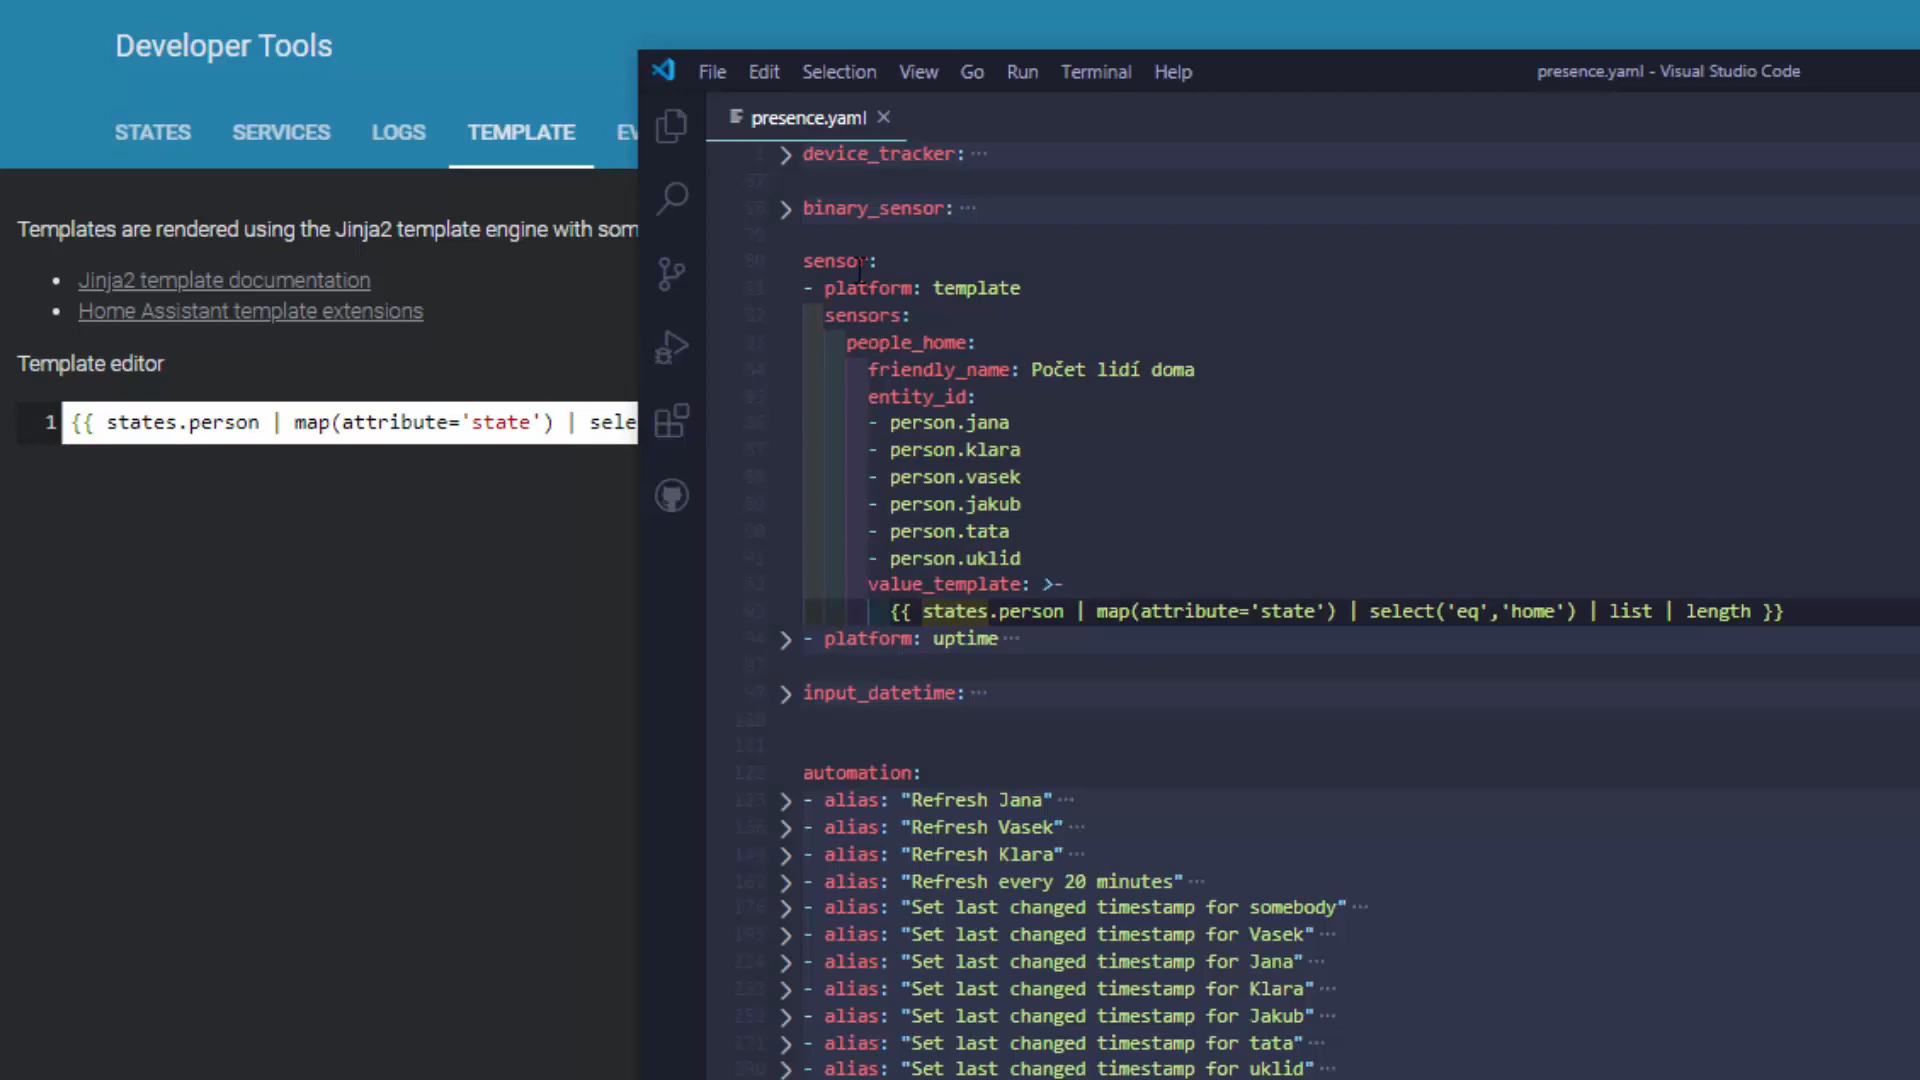 Developer Tools
STATES SERVICES LOGS TEMPLATE EV
Templates are rendered using the Jinja2 template engine with som
Jinja2 template documentation
Home Assistant template extensions
Template editor
1 {{ states.person | map(attribute='state') | sele
File Edit Selection View Go Run Terminal Help presence.yaml - Visual Studio Code
presence.yaml
device_tracker: ...
binary_sensor: ...
sensor:
- platform: template
sensors:
people_home:
friendly_name: Počet lidí doma
entity_id:
- person.jana
- person.klara
- person.vasek
- person.jakub
- person.tata
- person.uklid
value_template: >-
{{ states.person | map(attribute='state') | select('eq','home') | list | length }}
- platform: uptime ...
input_datetime: ...
automation:
- alias: "Refresh Jana" ...
- alias: "Refresh Vasek" ...
- alias: "Refresh Klara" ...
- alias: "Refresh every 20 minutes" ...
- alias: "Set last changed timestamp for somebody" ...
- alias: "Set last changed timestamp for Vasek" ...
- alias: "Set last changed timestamp for Jana" ...
- alias: "Set last changed timestamp for Klara" ...
- alias: "Set last changed timestamp for Jakub" ...
- alias: "Set last changed timestamp for tata" ...
- alias: "Set last changed timestamp for uklid" ...